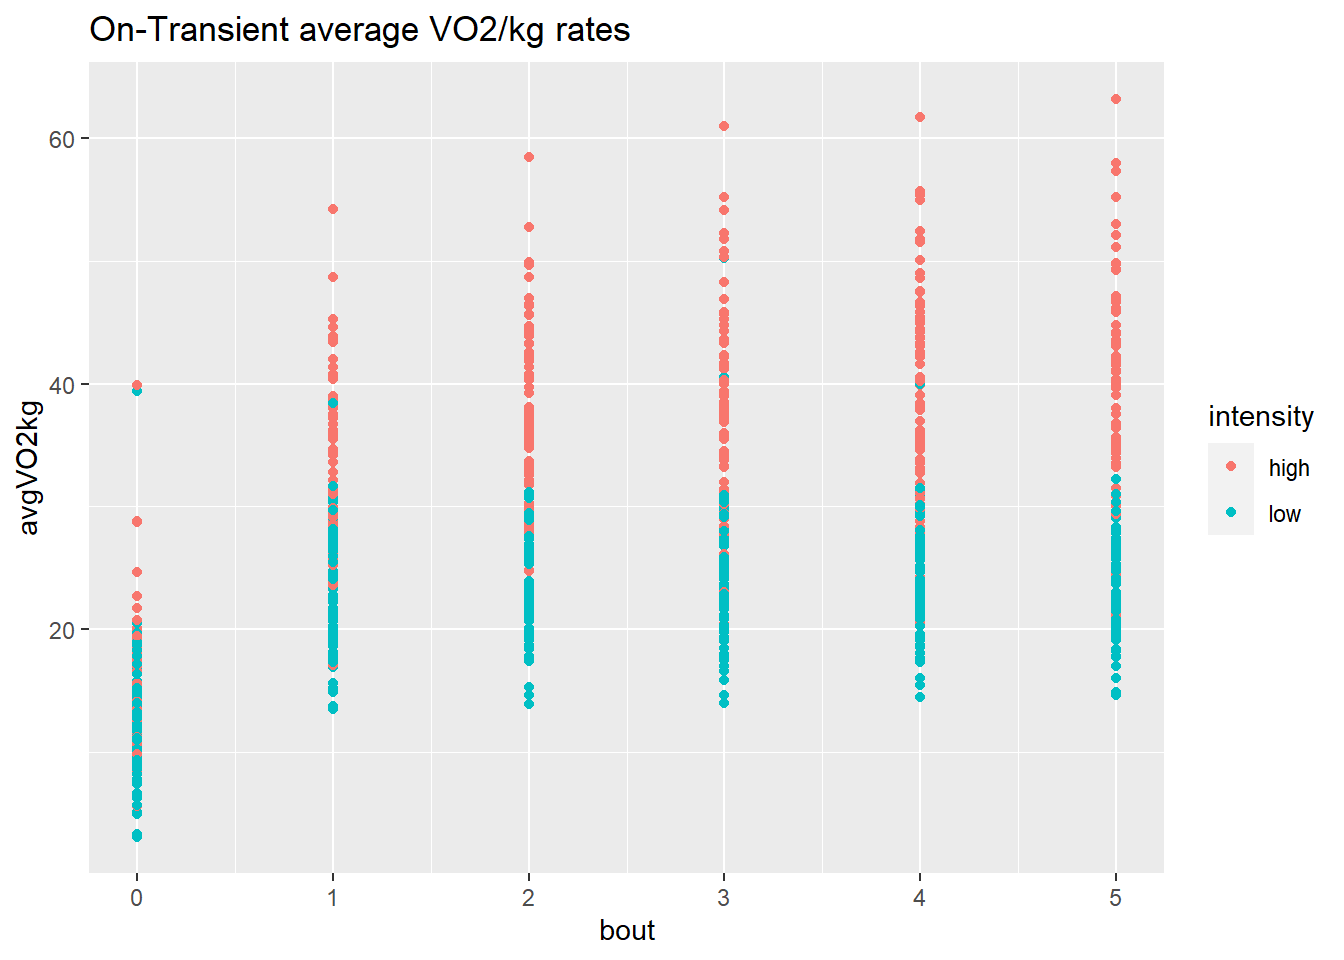 On-Transient average VO2/kg rates
avgVO2kg
60
40
20
0 1 2 3 4 5
bout
intensity
high
low